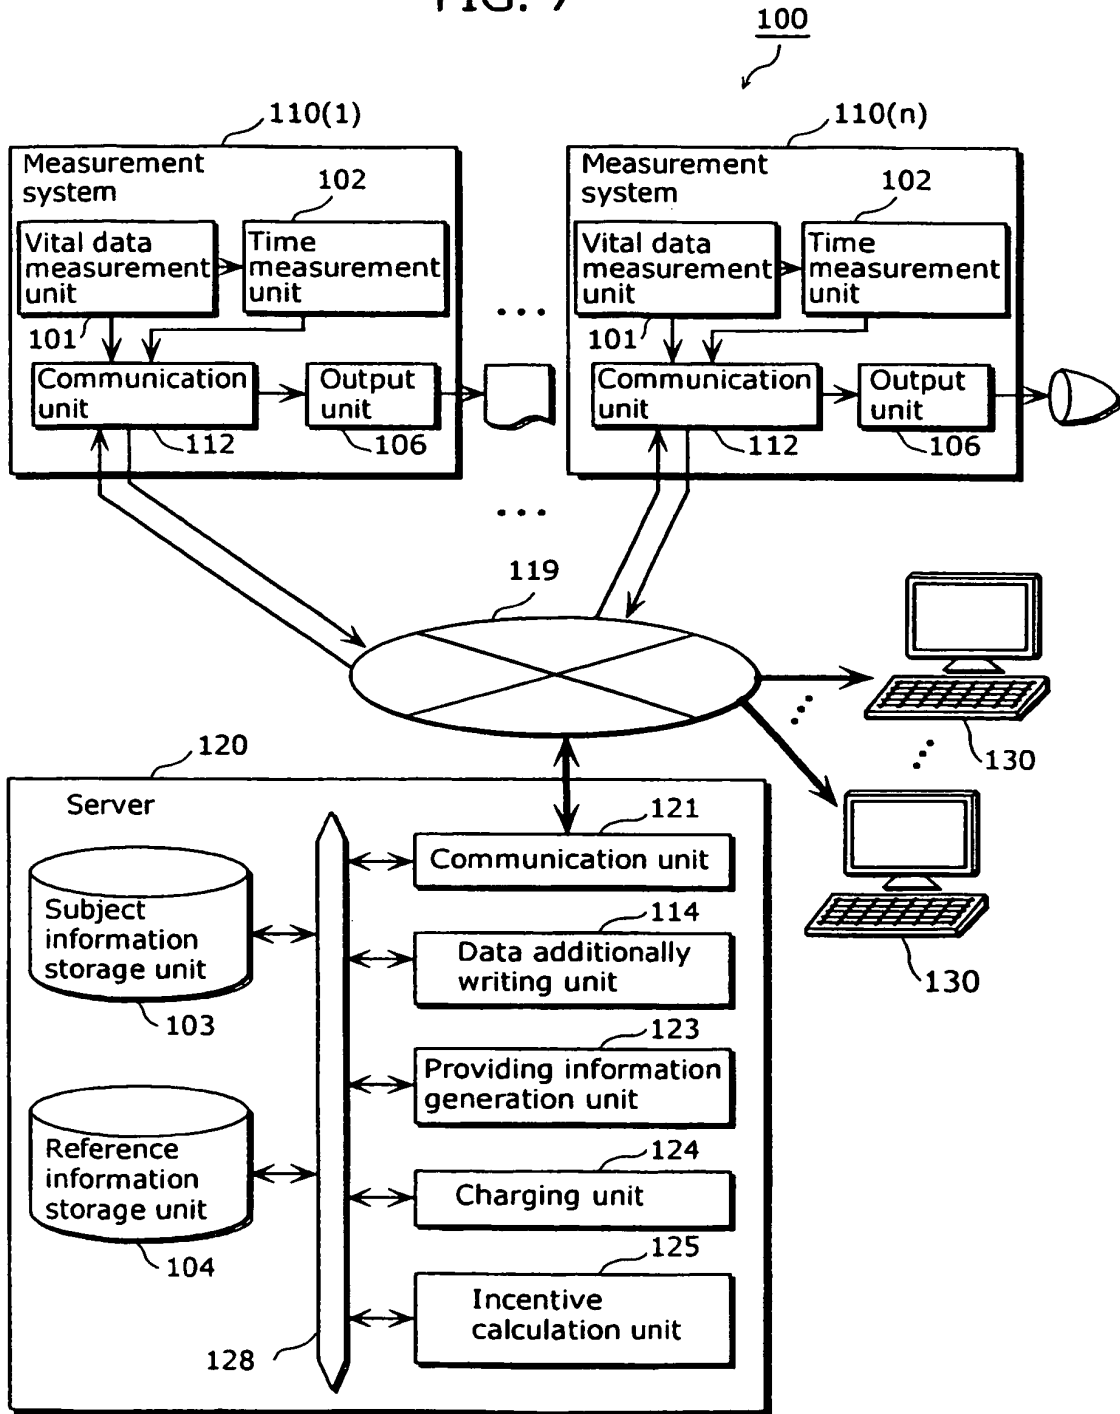 FIG. 7
100
110(1)
110(n)
Measurement
system
102
Vital data
measurement
unit
Time
measurement
unit
101
Communication
unit
Output
unit
112
106
Measurement
system
102
Vital data
measurement
unit
Time
measurement
unit
101
Communication
unit
Output
unit
112
106
119
130
130
120
Server
121
Communication unit
Subject
information
storage unit
103
114
Data additionally
writing unit
123
Providing information
generation unit
Reference
information
storage unit
104
124
Charging unit
125
Incentive
calculation unit
128